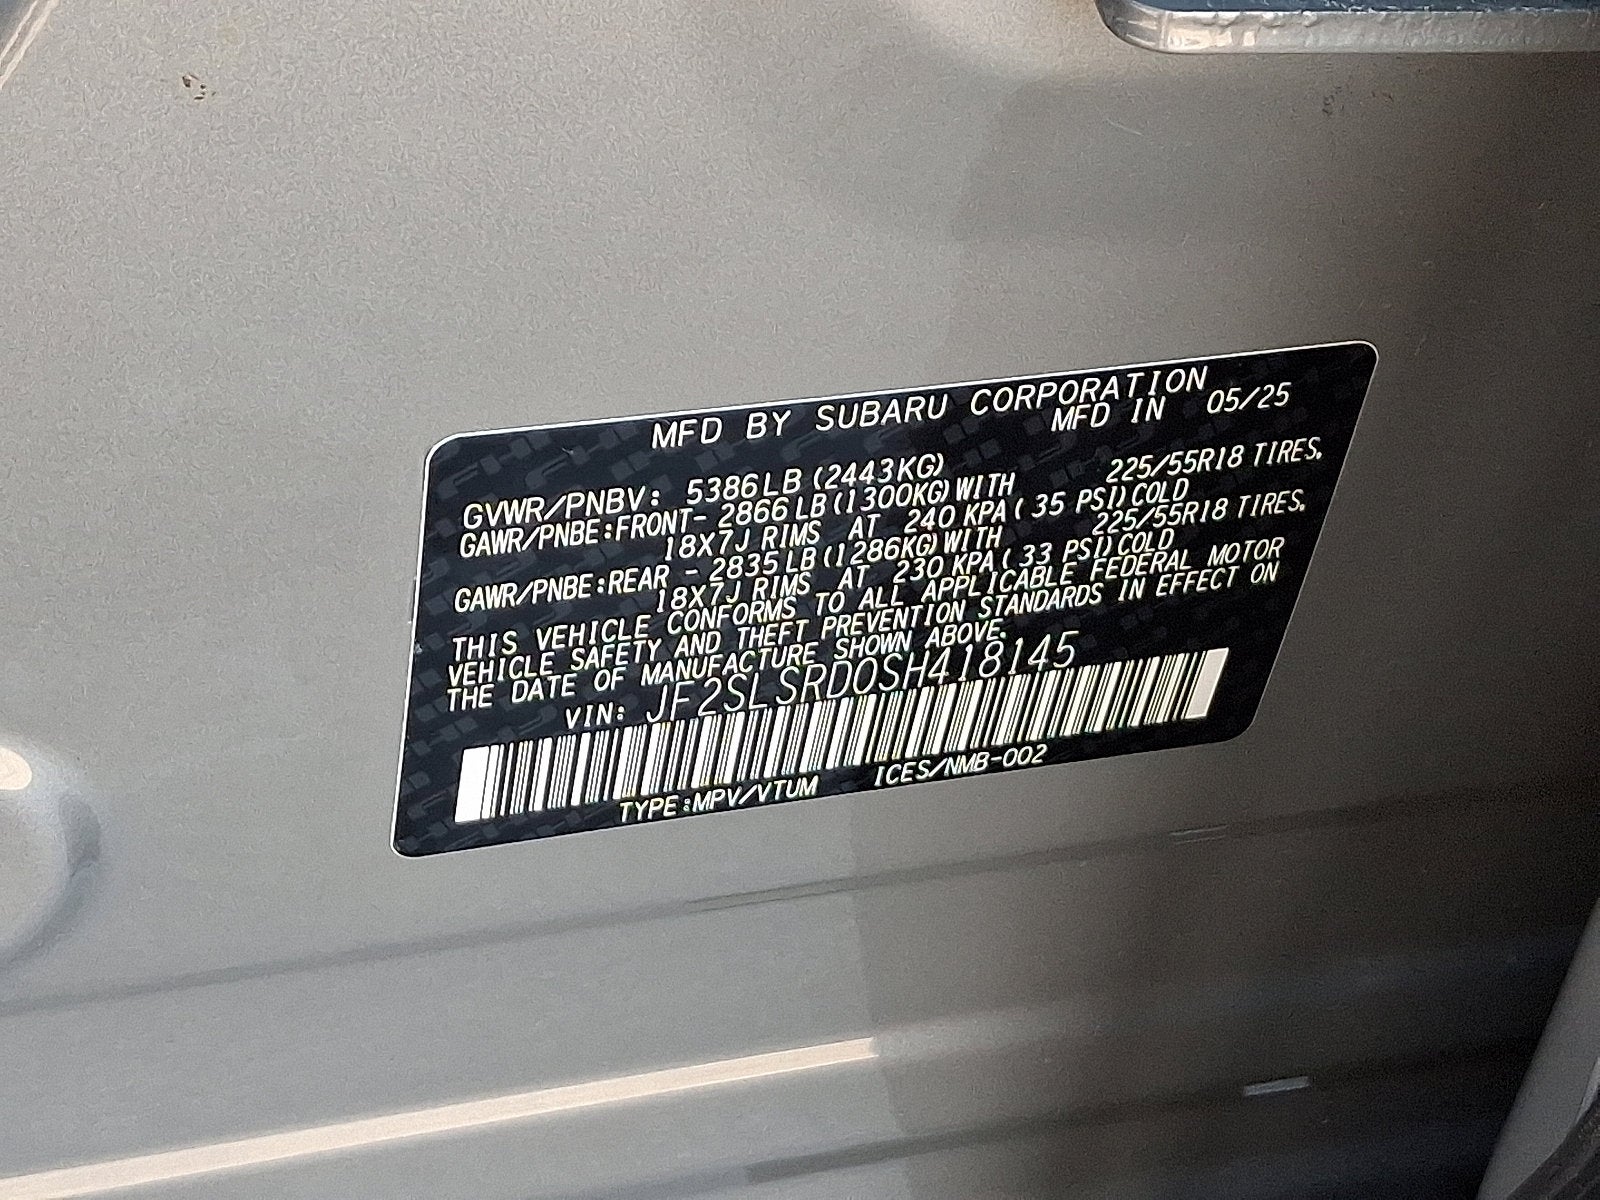 MFD BY SUBARU CORPORATION
MFD IN 05/25
GVWR/PNBV: 5386LB (2443KG)
GAWR/PNBE:FRONT- 2866LB (1300KG) WITH 225/55R18 TIRES.
18X7J RIMS AT 240 KPA ( 35 PSI) COLD
GAWR/PNBE:REAR - 2835LB (1286KG) WITH 225/55R18 TIRES.
18X7J RIMS AT 230 KPA ( 33 PSI) COLD
THIS VEHICLE CONFORMS TO ALL APPLICABLE FEDERAL MOTOR
VEHICLE SAFETY AND THEFT PREVENTION STANDARDS IN EFFECT ON
THE DATE OF MANUFACTURE SHOWN ABOVE.
VIN: JF2SLSRD0SH418145
TYPE:MPV/VTUM ICES/NMB-002